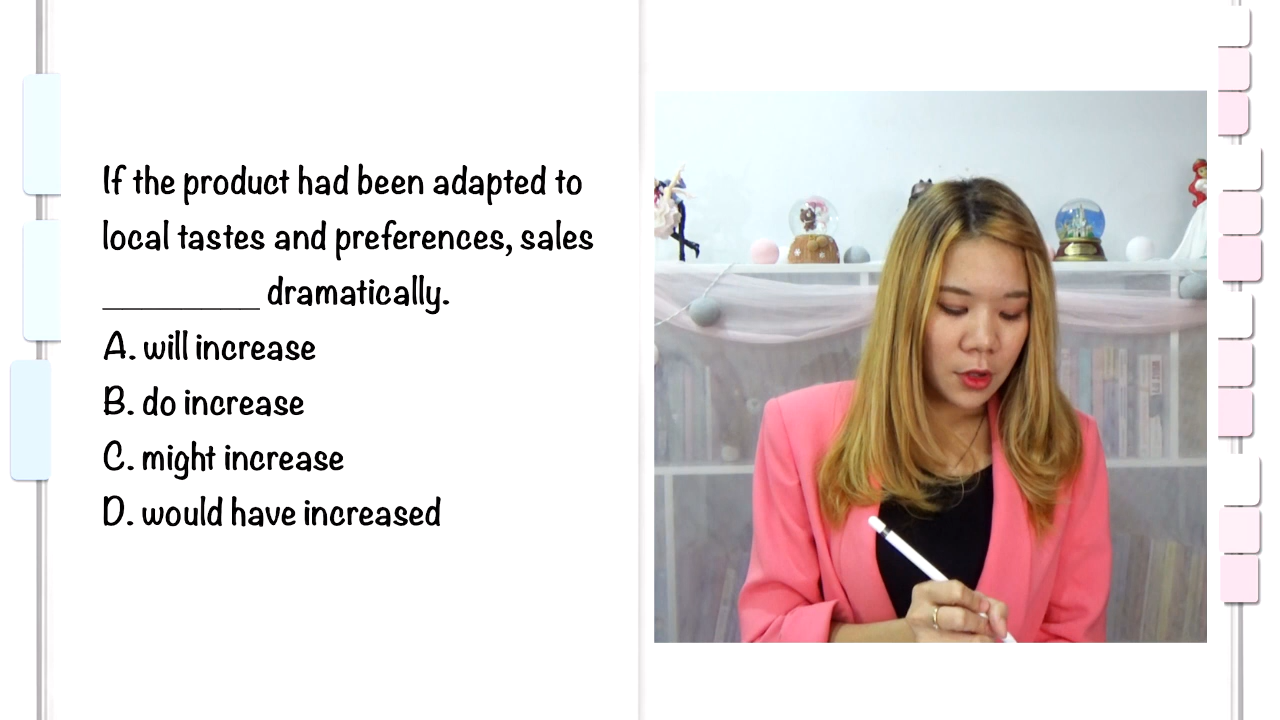 If the product had been adapted to
local tastes and preferences, sales
____________ dramatically.
A. will increase
B. do increase
C. might increase
D. would have increased